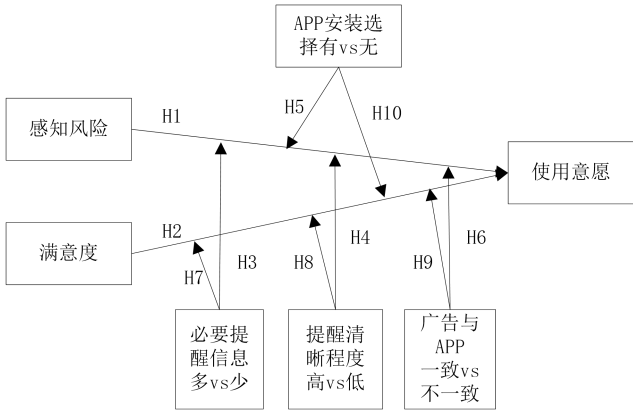 APP安装选
择有vs无
H5
H10
H1
感知风险
使用意愿
H2
满意度
H7
H3
H8
H4
H9
H6
必要提
醒信息
多vs少
提醒清
晰程度
高vs低
广告与
APP
一致vs
不一致